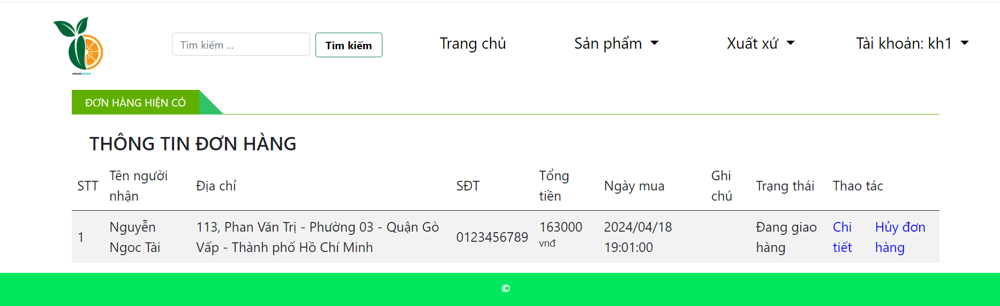 NHAINONLINE
Tìm kiếm ...
Tìm kiếm
Trang chủ
Sản phẩm
Xuất xứ
Tài khoản: kh1
ĐƠN HÀNG HIỆN CÓ
THÔNG TIN ĐƠN HÀNG
STT
Tên người
nhận
Địa chỉ
SĐT
Tổng
tiền
Ngày mua
Ghi
chú
Trạng thái
Thao tác
1
Nguyễn
Ngoc Tài
113, Phan Văn Trị - Phường 03 - Quận Gò
Vấp - Thành phố Hồ Chí Minh
0123456789
163000
vnđ
2024/04/18
19:01:00
Đang giao
hàng
Chi
tiết
Hủy đơn
hàng
©